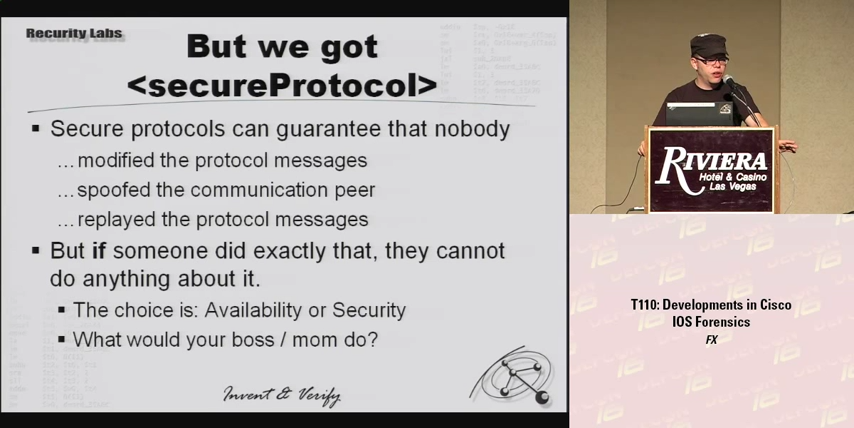 Recurity Labs
But we got
<secureProtocol>
▪ Secure protocols can guarantee that nobody
…modified the protocol messages
…spoofed the communication peer
…replayed the protocol messages
▪ But if someone did exactly that, they cannot
do anything about it.
▪ The choice is: Availability or Security
▪ What would your boss / mom do?
Invent & Verify
RIVIERA
Hotel & Casino
Las Vegas
T110: Developments in Cisco
IOS Forensics
FX